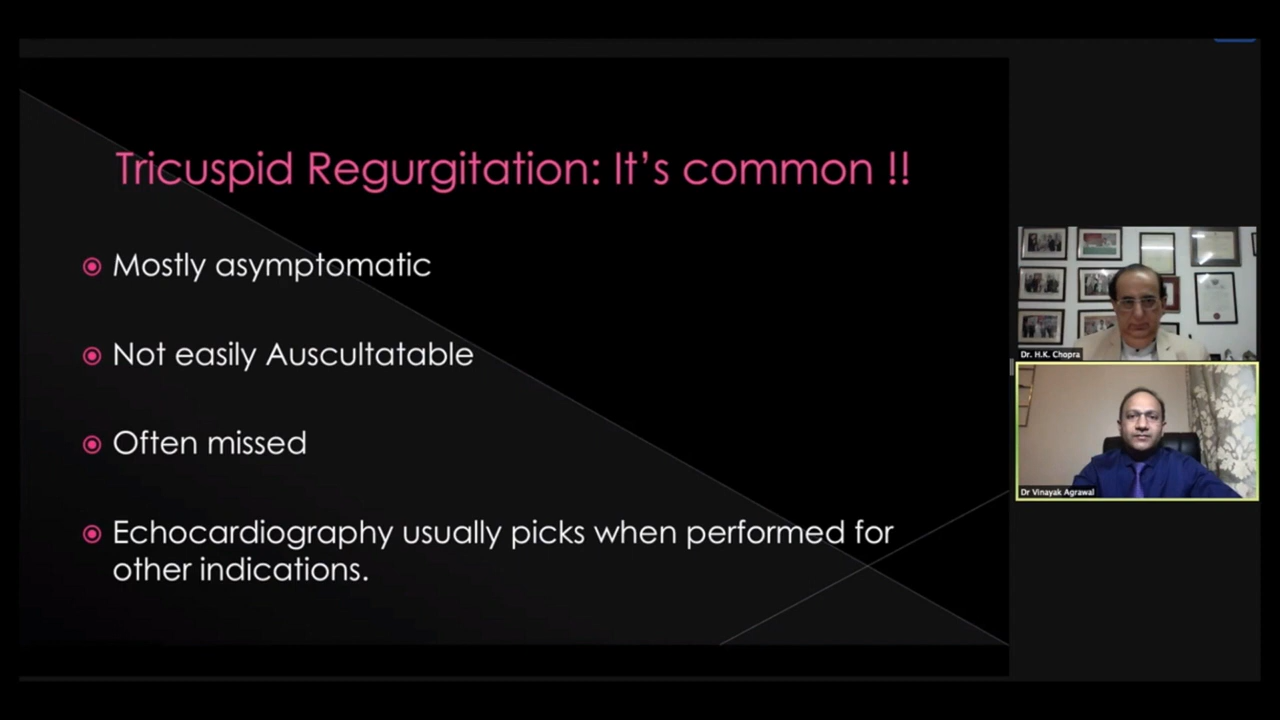 Tricuspid Regurgitation: It's common !!
Mostly asymptomatic
Not easily Auscultatable
Often missed
Echocardiography usually picks when performed for
other indications.
Dr. H.K. Chopra
Dr Vinayak Agrawal